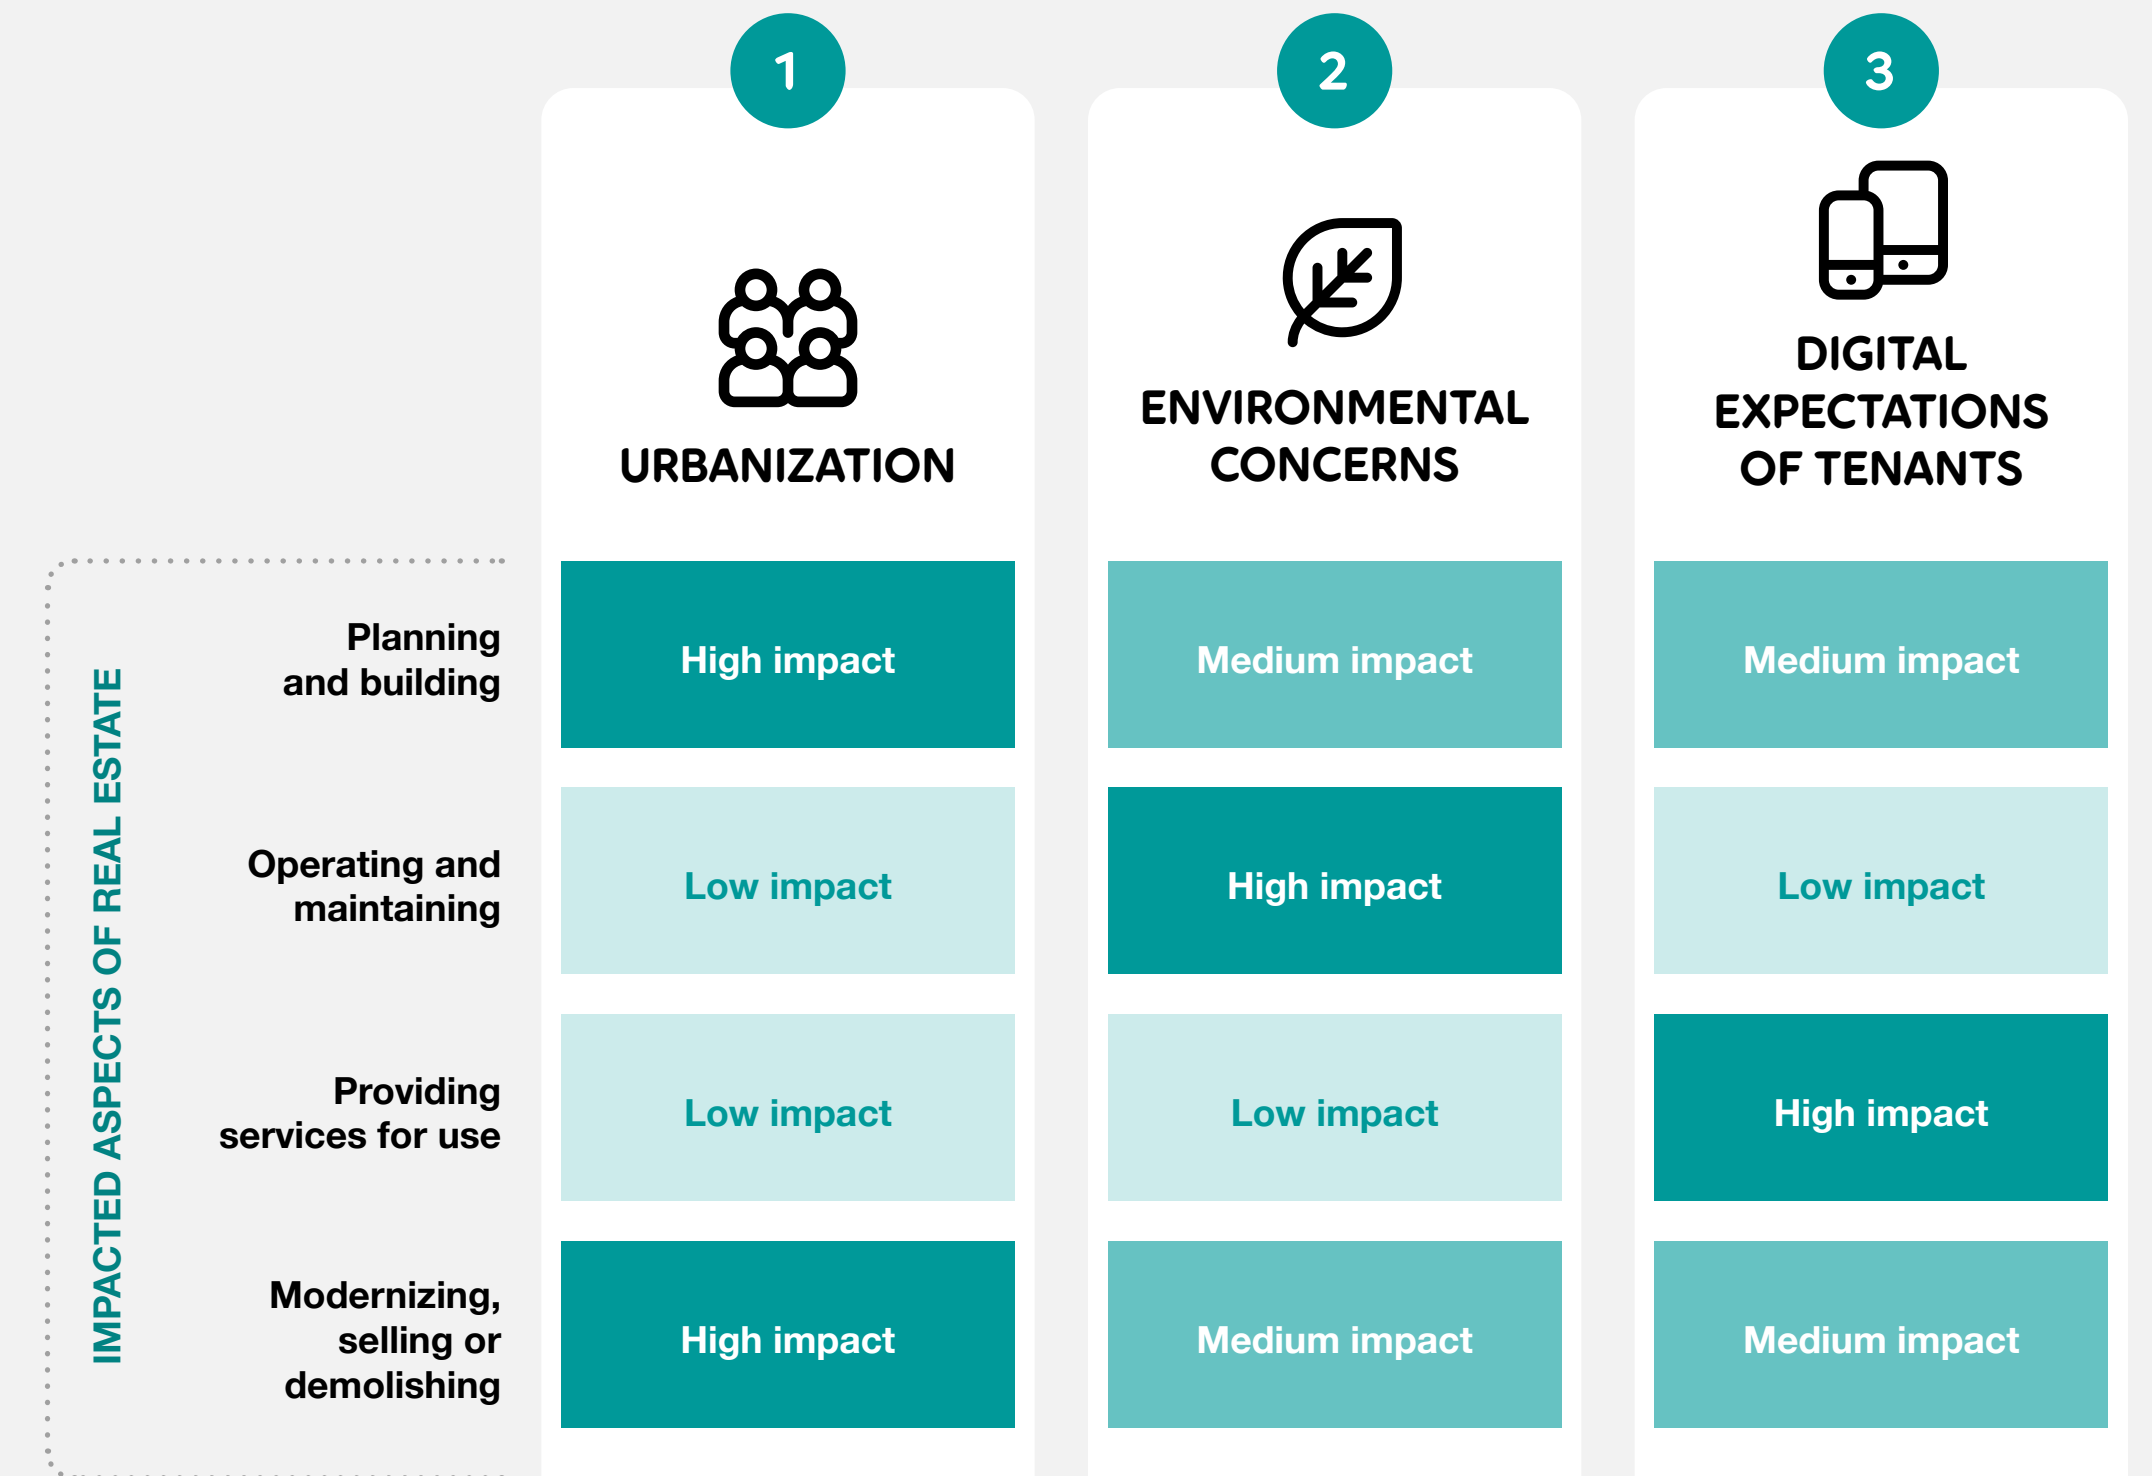 1
2
3
URBANIZATION
ENVIRONMENTAL
CONCERNS
DIGITAL
EXPECTATIONS
OF TENANTS
IMPACTED ASPECTS OF REAL ESTATE
Planning
and building
High impact
Medium impact
Medium impact
Operating and
maintaining
Low impact
High impact
Low impact
Providing
services for use
Low impact
Low impact
High impact
Modernizing,
selling or
demolishing
High impact
Medium impact
Medium impact